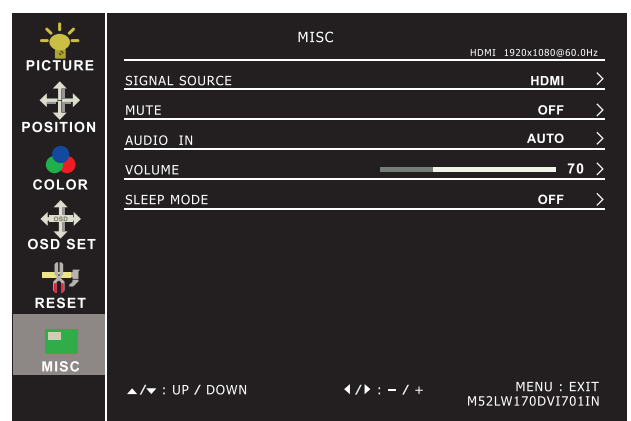 PICTURE
POSITION
COLOR
OSD
OSD SET
RESET
MISC
MISC
HDMI 1920x1080@60.0Hz
SIGNAL SOURCE HDMI
MUTE OFF
AUDIO IN AUTO
VOLUME 70
SLEEP MODE OFF
▲/▼ : UP / DOWN ◀/▶ : − / + MENU : EXIT
M52LW170DVI701IN